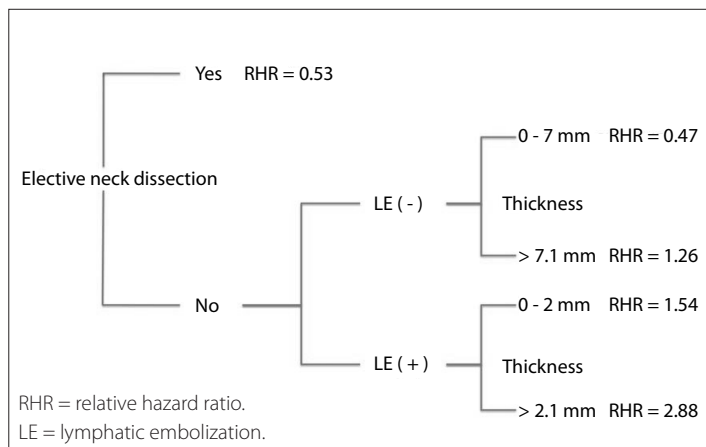 Yes RHR = 0.53
0 - 7 mm RHR = 0.47
Elective neck dissection
LE ( - ) Thickness
> 7.1 mm RHR = 1.26
No
0 - 2 mm RHR = 1.54
LE ( + ) Thickness
> 2.1 mm RHR = 2.88
RHR = relative hazard ratio.
LE = lymphatic embolization.